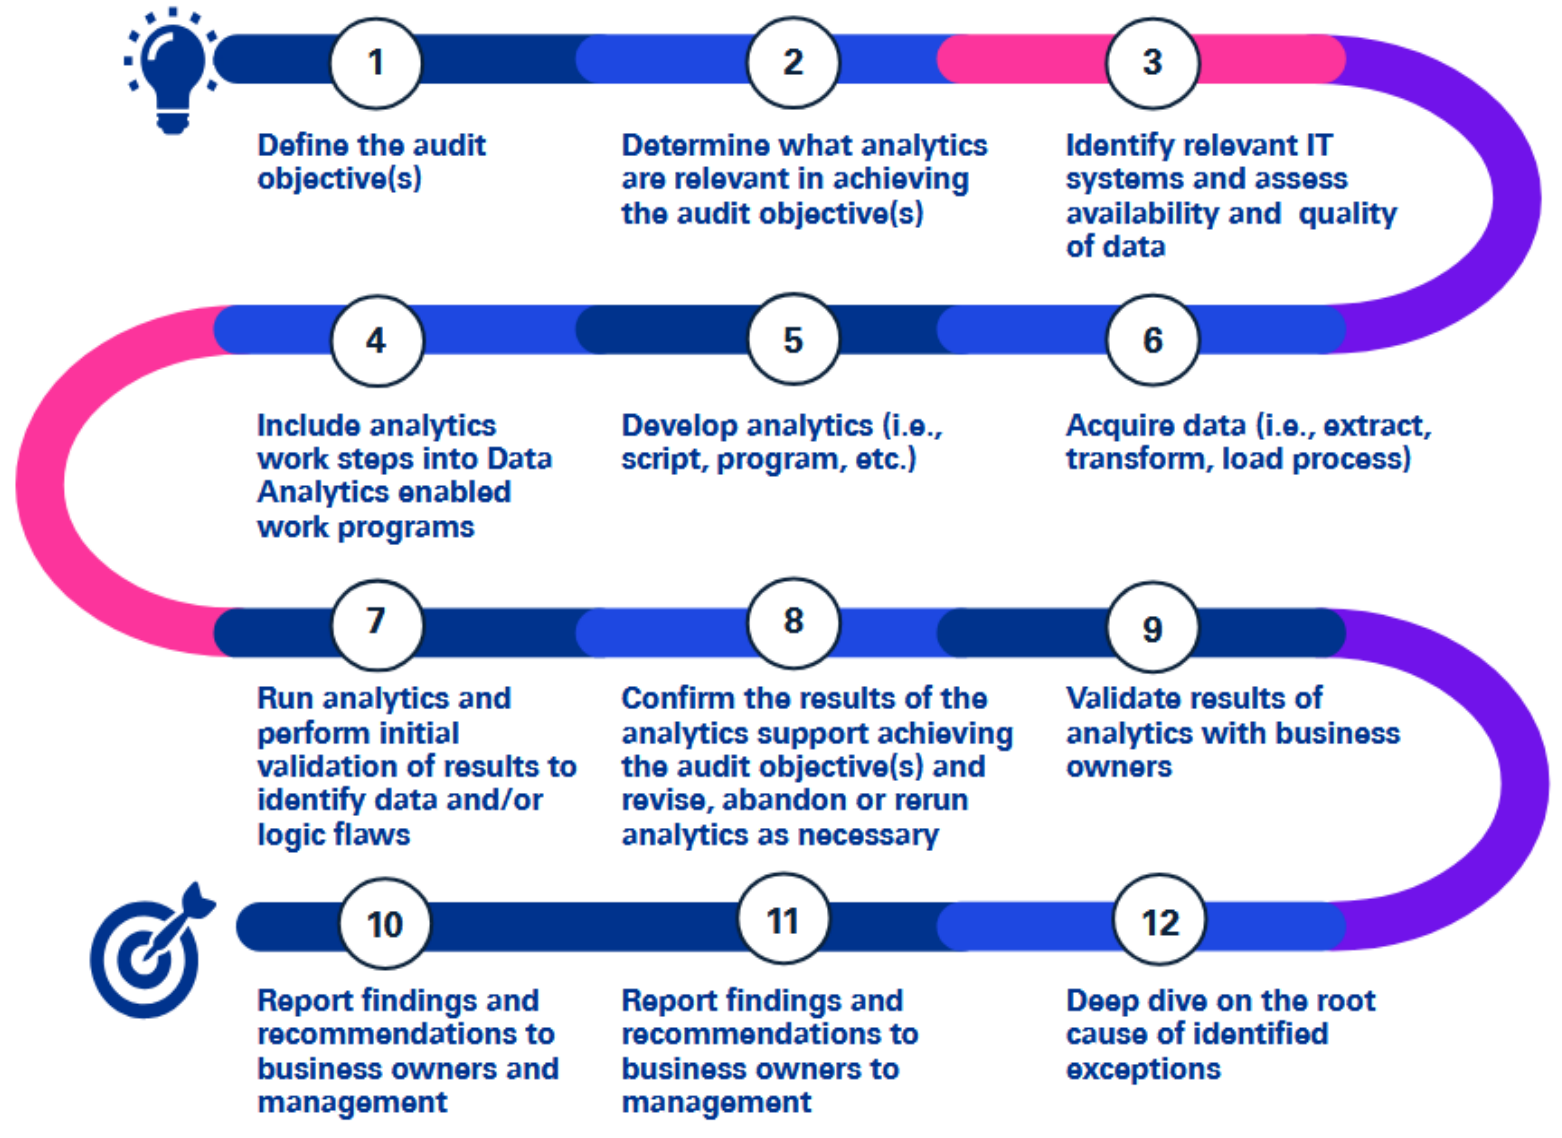 1
Define the audit
objective(s)
2
Determine what analytics
are relevant in achieving
the audit objective(s)
3
Identify relevant IT
systems and assess
availability and  quality
of data
4
Include analytics
work steps into Data
Analytics enabled
work programs
5
Develop analytics (i.e.,
script, program, etc.)
6
Acquire data (i.e., extract,
transform, load process)
7
Run analytics and
perform initial
validation of results to
identify data and/or
logic flaws
8
Confirm the results of the
analytics support achieving
the audit objective(s) and
revise, abandon or rerun
analytics as necessary
9
Validate results of
analytics with business
owners
10
Report findings and
recommendations to
business owners and
management
11
Report findings and
recommendations to
business owners to
management
12
Deep dive on the root
cause of identified
exceptions